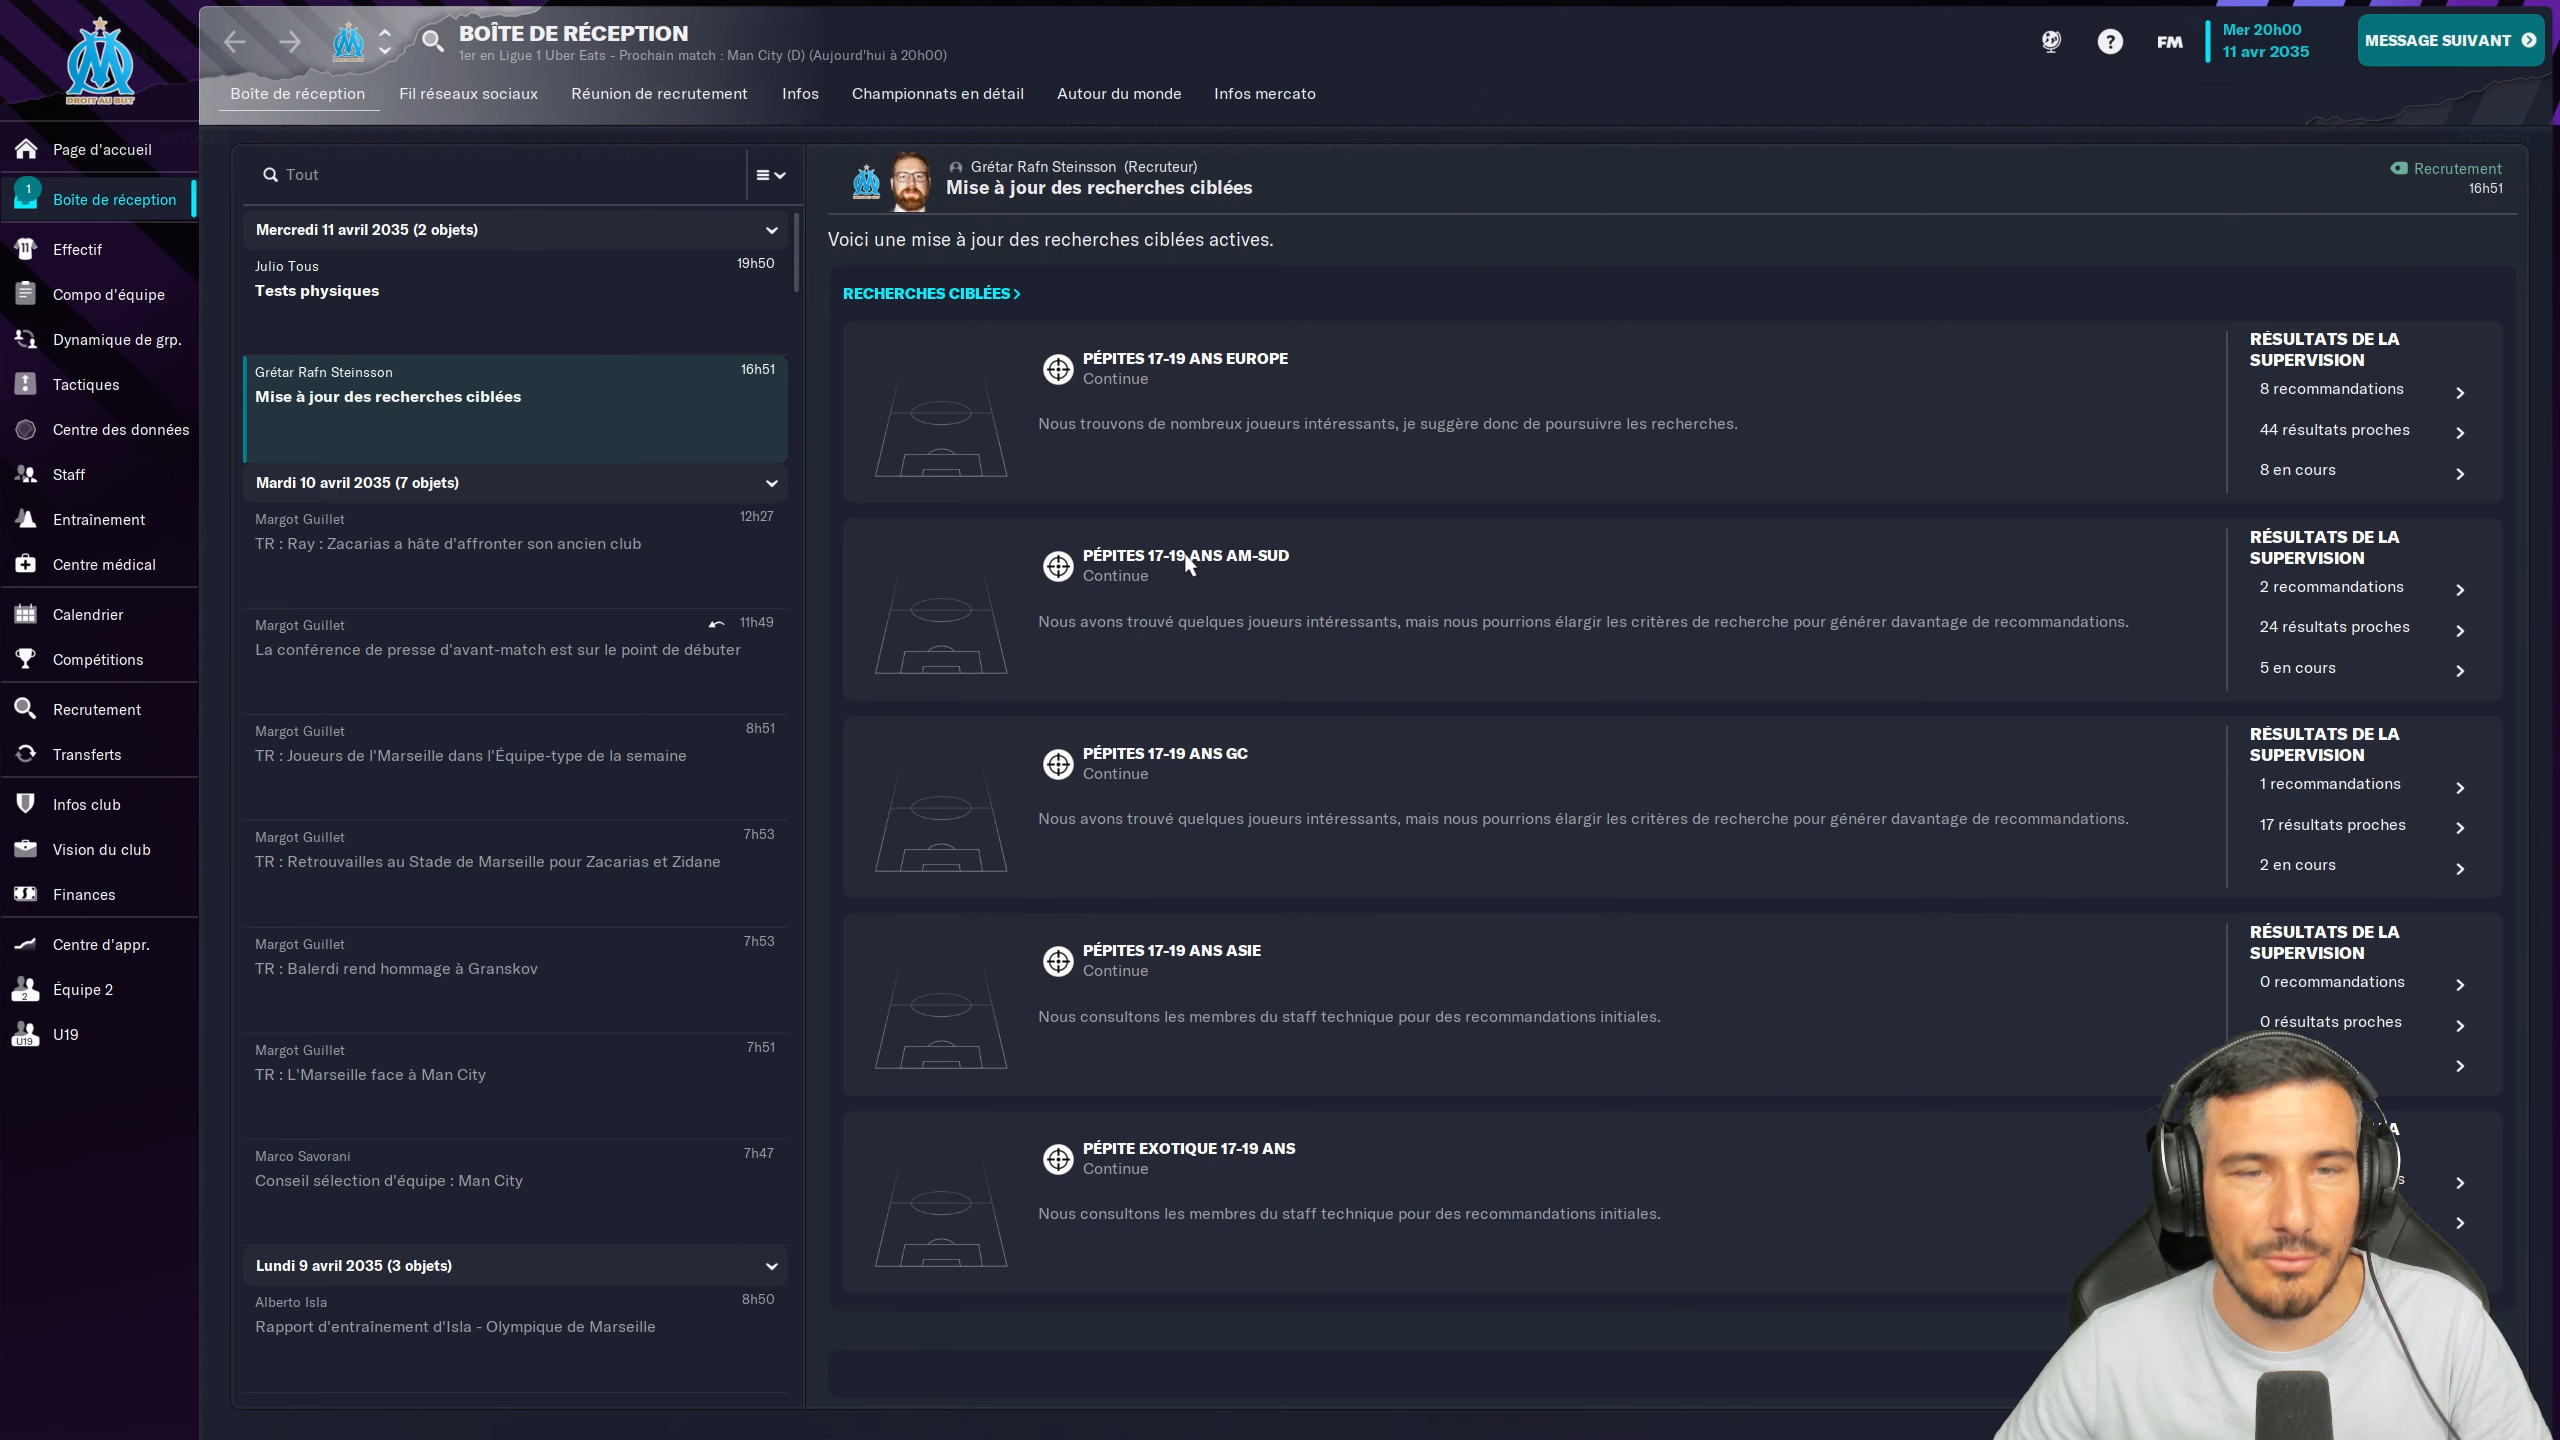 DROIT AU BUT
BOÎTE DE RÉCEPTION
1er en Ligue 1 Uber Eats - Prochain match : Man City (D) (Aujourd'hui à 20h00)
FM
Mer 20h00
11 avr 2035
MESSAGE SUIVANT
Boîte de réception
Fil réseaux sociaux
Réunion de recrutement
Infos
Championnats en détail
Autour du monde
Infos mercato
Page d'accueil
1
Boîte de réception
Effectif
Compo d'équipe
Dynamique de grp.
Tactiques
Centre des données
Staff
Entraînement
Centre médical
Calendrier
Compétitions
Recrutement
Transferts
Infos club
Vision du club
Finances
Centre d'appr.
2
Équipe 2
U19
U19
Tout
Mercredi 11 avril 2035 (2 objets)
Julio Tous
19h50
Tests physiques
Grétar Rafn Steinsson
16h51
Mise à jour des recherches ciblées
Mardi 10 avril 2035 (7 objets)
Margot Guillet
12h27
TR : Ray : Zacarias a hâte d'affronter son ancien club
Margot Guillet
11h49
La conférence de presse d'avant-match est sur le point de débuter
Margot Guillet
8h51
TR : Joueurs de l'Marseille dans l'Équipe-type de la semaine
Margot Guillet
7h53
TR : Retrouvailles au Stade de Marseille pour Zacarias et Zidane
Margot Guillet
7h53
TR : Balerdi rend hommage à Granskov
Margot Guillet
7h51
TR : L'Marseille face à Man City
Marco Savorani
7h47
Conseil sélection d'équipe : Man City
Lundi 9 avril 2035 (3 objets)
Alberto Isla
8h50
Rapport d'entraînement d'Isla - Olympique de Marseille
Grétar Rafn Steinsson (Recruteur)
Mise à jour des recherches ciblées
Recrutement
16h51
Voici une mise à jour des recherches ciblées actives.
RECHERCHES CIBLÉES
PÉPITES 17-19 ANS EUROPE
Continue
Nous trouvons de nombreux joueurs intéressants, je suggère donc de poursuivre les recherches.
RÉSULTATS DE LA
SUPERVISION
8 recommandations
44 résultats proches
8 en cours
PÉPITES 17-19 ANS AM-SUD
Continue
Nous avons trouvé quelques joueurs intéressants, mais nous pourrions élargir les critères de recherche pour générer davantage de recommandations.
RÉSULTATS DE LA
SUPERVISION
2 recommandations
24 résultats proches
5 en cours
PÉPITES 17-19 ANS GC
Continue
Nous avons trouvé quelques joueurs intéressants, mais nous pourrions élargir les critères de recherche pour générer davantage de recommandations.
RÉSULTATS DE LA
SUPERVISION
1 recommandations
17 résultats proches
2 en cours
PÉPITES 17-19 ANS ASIE
Continue
Nous consultons les membres du staff technique pour des recommandations initiales.
RÉSULTATS DE LA
SUPERVISION
0 recommandations
0 résultats proches
PÉPITE EXOTIQUE 17-19 ANS
Continue
Nous consultons les membres du staff technique pour des recommandations initiales.